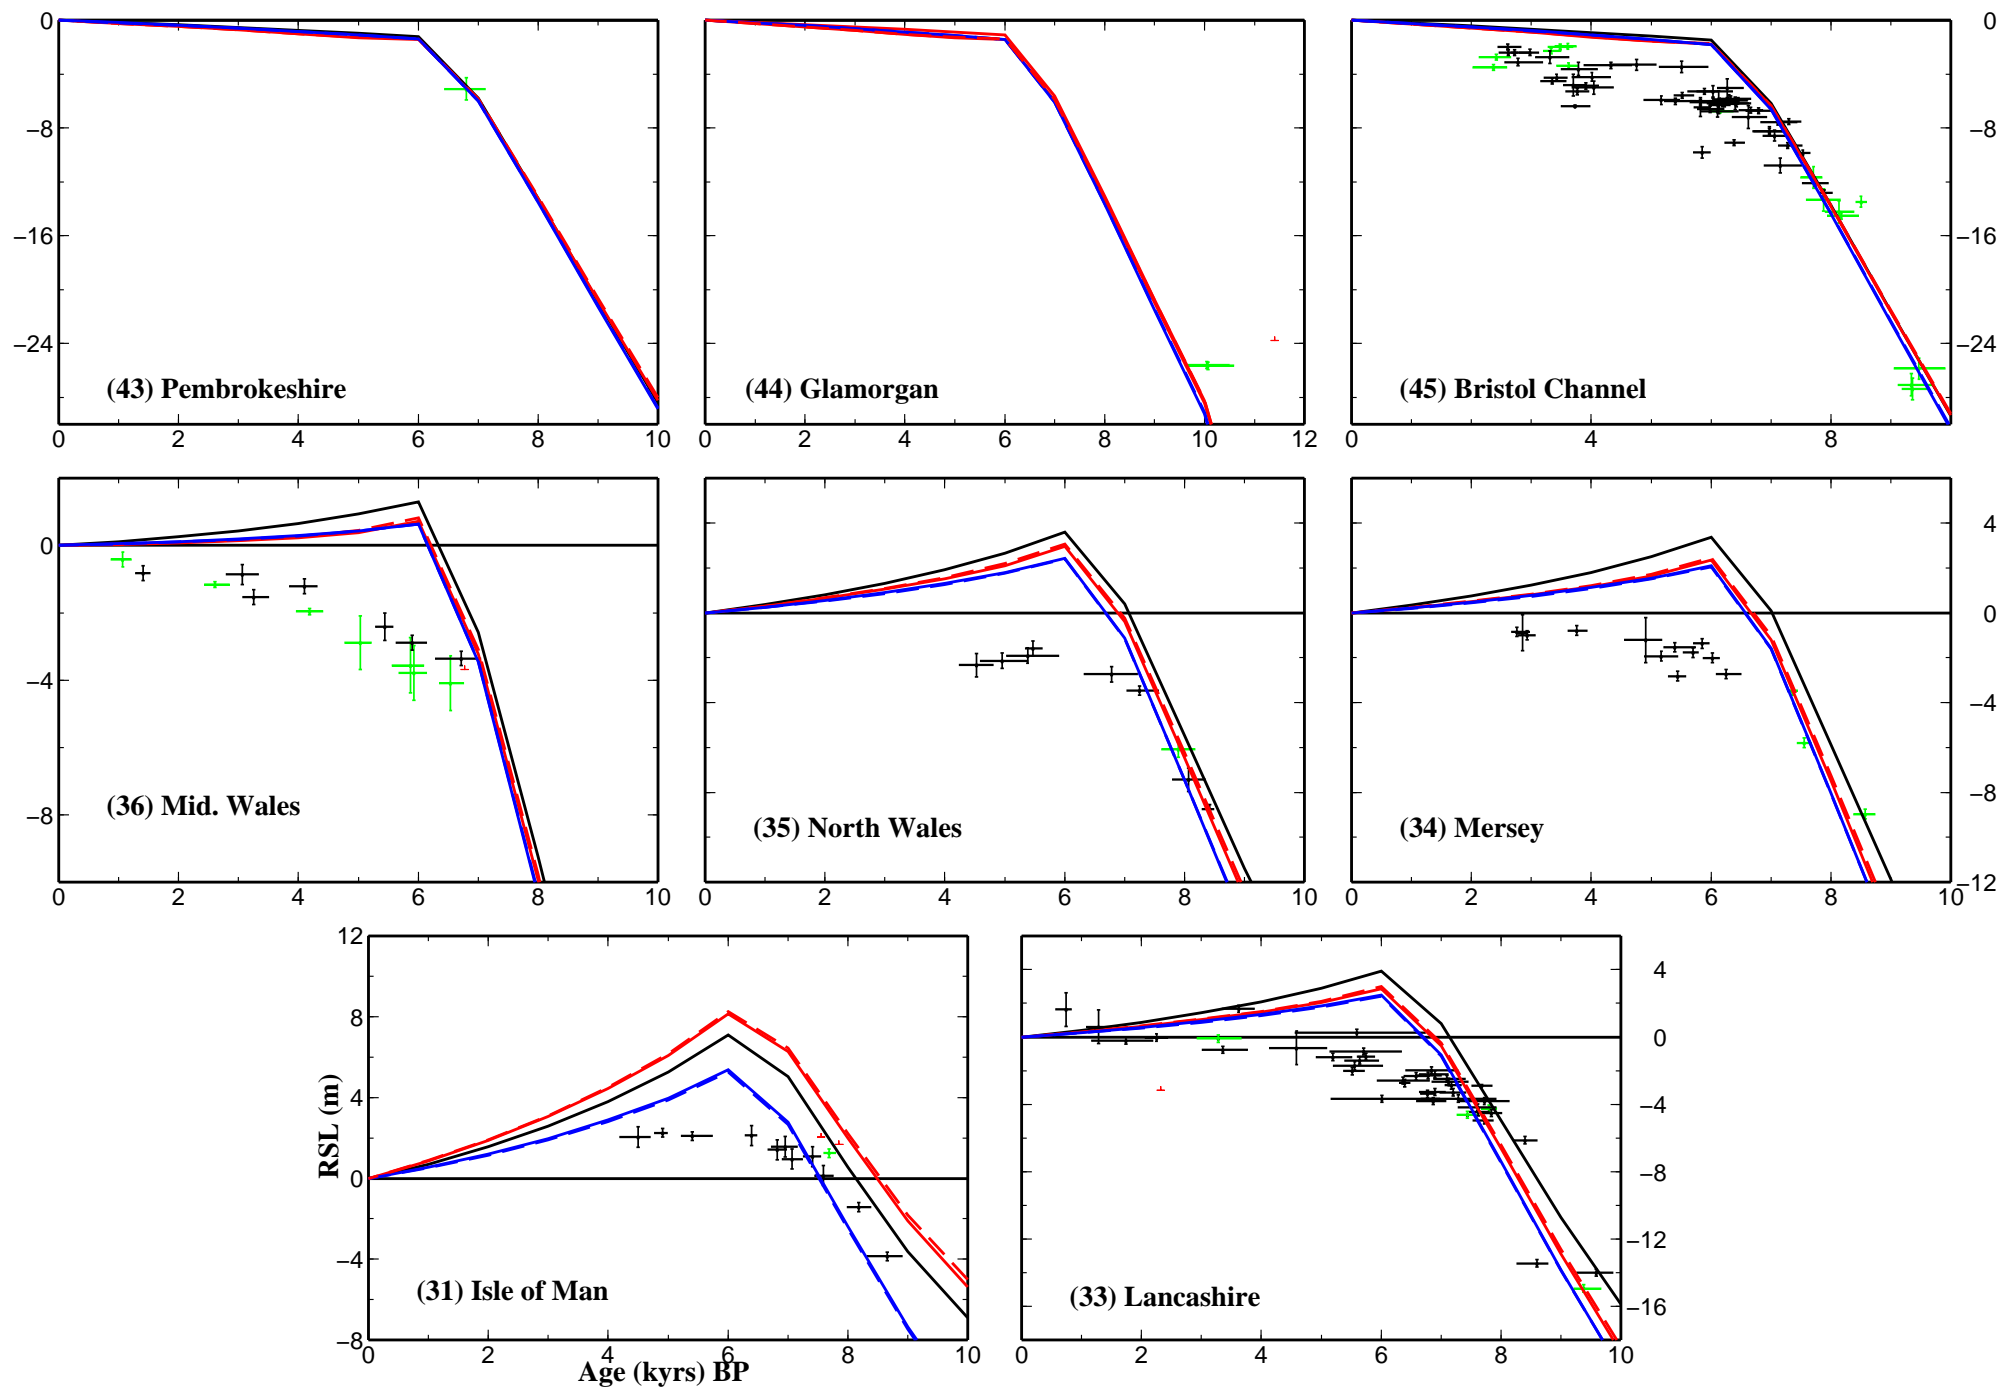 0 0
−8 −8
−16 −16
−24 −24
(43) Pembrokeshire (44) Glamorgan (45) Bristol Channel
0 2 4 6 8 10 0 2 4 6 8 10 12 0 4 8
0 4
−4 0
−8 −4
−8
−12
(36) Mid. Wales (35) North Wales (34) Mersey
0 2 4 6 8 10 0 2 4 6 8 10 0 2 4 6 8 10
12 4
8 0
4 −4
0 −8
−4 −12
−8 −16
RSL (m)
(31) Isle of Man (33) Lancashire
0 2 4 6 8 10 0 2 4 6 8 10
Age (kyrs) BP